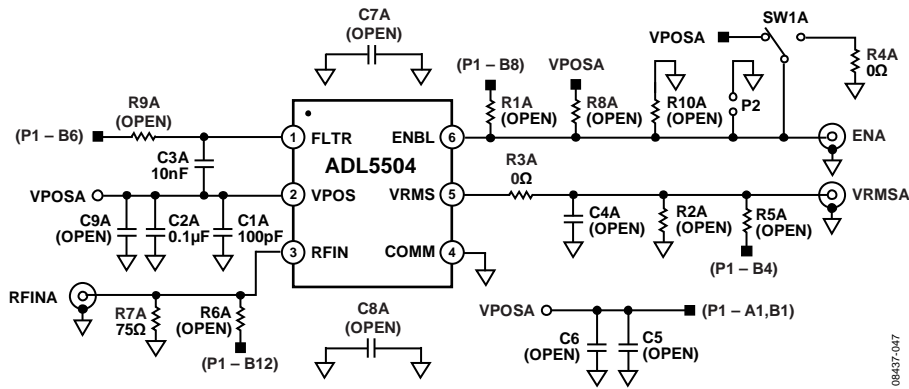 C7A
(OPEN)
SW1A
VPOSA
R4A
0Ω
(P1 – B8)
VPOSA
R9A
(OPEN)
R1A
(OPEN)
R8A
(OPEN)
R10A
(OPEN)
P2
(P1 – B6)
1
FLTR
ENBL
6
ENA
ADL5504
C3A
10nF
R3A
0Ω
VPOSA
2
VPOS
VRMS
5
VRMSA
C9A
(OPEN)
C2A
0.1µF
C1A
100pF
C4A
(OPEN)
R2A
(OPEN)
R5A
(OPEN)
3
RFIN
COMM
4
(P1 – B4)
RFINA
R7A
75Ω
R6A
(OPEN)
(P1 – B12)
C8A
(OPEN)
VPOSA
(P1 – A1,B1)
C6
(OPEN)
C5
(OPEN)
08437-047